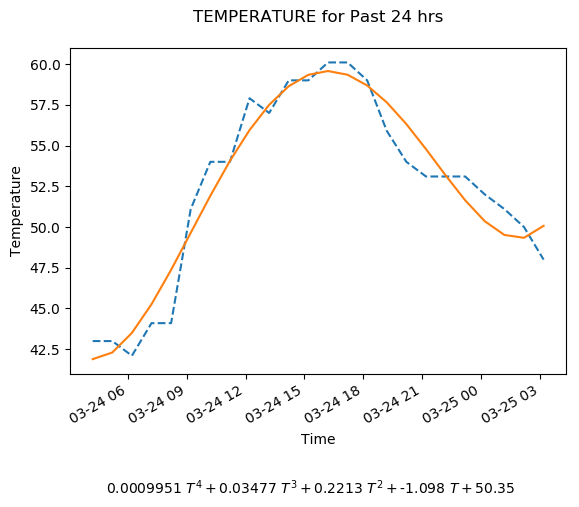 TEMPERATURE for Past 24 hrs
60.0
57.5
55.0
52.5
50.0
47.5
45.0
42.5
Temperature
03-24 06 03-24 09 03-24 12 03-24 15 03-24 18 03-24 21 03-25 00 03-25 03
Time
0.0009951 T⁴ + 0.03477 T³ + 0.2213 T² + -1.098 T + 50.35